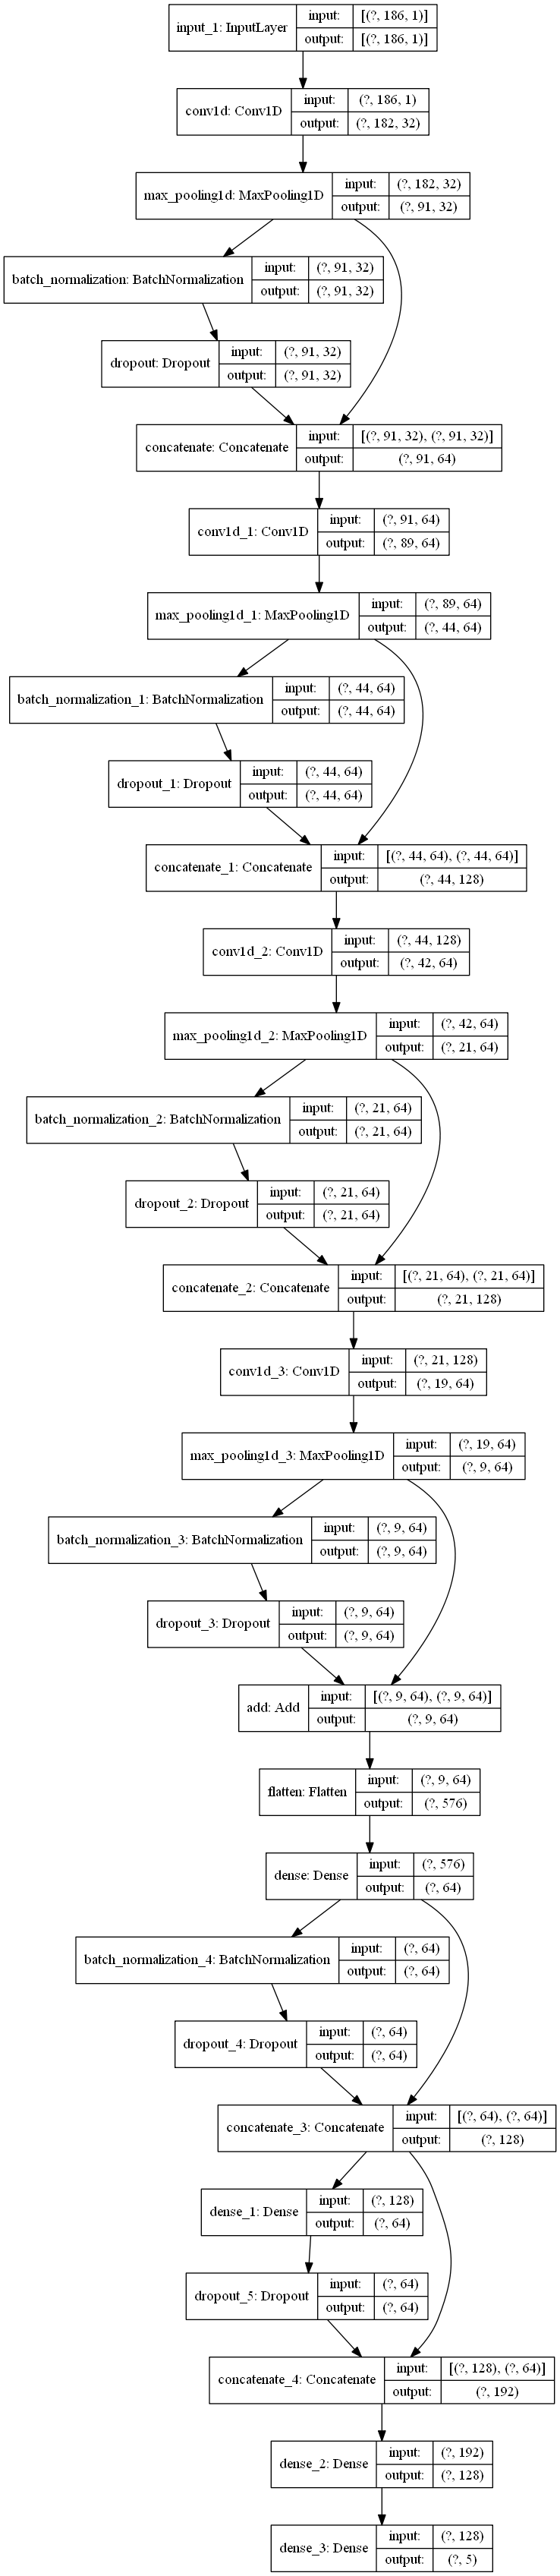 input_1: InputLayer
input: [(?, 186, 1)]
output: [(?, 186, 1)]
conv1d: Conv1D
input: (?, 186, 1)
output: (?, 182, 32)
max_pooling1d: MaxPooling1D
input: (?, 182, 32)
output: (?, 91, 32)
batch_normalization: BatchNormalization
input: (?, 91, 32)
output: (?, 91, 32)
dropout: Dropout
input: (?, 91, 32)
output: (?, 91, 32)
concatenate: Concatenate
input: [(?, 91, 32), (?, 91, 32)]
output: (?, 91, 64)
conv1d_1: Conv1D
input: (?, 91, 64)
output: (?, 89, 64)
max_pooling1d_1: MaxPooling1D
input: (?, 89, 64)
output: (?, 44, 64)
batch_normalization_1: BatchNormalization
input: (?, 44, 64)
output: (?, 44, 64)
dropout_1: Dropout
input: (?, 44, 64)
output: (?, 44, 64)
concatenate_1: Concatenate
input: [(?, 44, 64), (?, 44, 64)]
output: (?, 44, 128)
conv1d_2: Conv1D
input: (?, 44, 128)
output: (?, 42, 64)
max_pooling1d_2: MaxPooling1D
input: (?, 42, 64)
output: (?, 21, 64)
batch_normalization_2: BatchNormalization
input: (?, 21, 64)
output: (?, 21, 64)
dropout_2: Dropout
input: (?, 21, 64)
output: (?, 21, 64)
concatenate_2: Concatenate
input: [(?, 21, 64), (?, 21, 64)]
output: (?, 21, 128)
conv1d_3: Conv1D
input: (?, 21, 128)
output: (?, 19, 64)
max_pooling1d_3: MaxPooling1D
input: (?, 19, 64)
output: (?, 9, 64)
batch_normalization_3: BatchNormalization
input: (?, 9, 64)
output: (?, 9, 64)
dropout_3: Dropout
input: (?, 9, 64)
output: (?, 9, 64)
add: Add
input: [(?, 9, 64), (?, 9, 64)]
output: (?, 9, 64)
flatten: Flatten
input: (?, 9, 64)
output: (?, 576)
dense: Dense
input: (?, 576)
output: (?, 64)
batch_normalization_4: BatchNormalization
input: (?, 64)
output: (?, 64)
dropout_4: Dropout
input: (?, 64)
output: (?, 64)
concatenate_3: Concatenate
input: [(?, 64), (?, 64)]
output: (?, 128)
dense_1: Dense
input: (?, 128)
output: (?, 64)
dropout_5: Dropout
input: (?, 64)
output: (?, 64)
concatenate_4: Concatenate
input: [(?, 128), (?, 64)]
output: (?, 192)
dense_2: Dense
input: (?, 192)
output: (?, 128)
dense_3: Dense
input: (?, 128)
output: (?, 5)